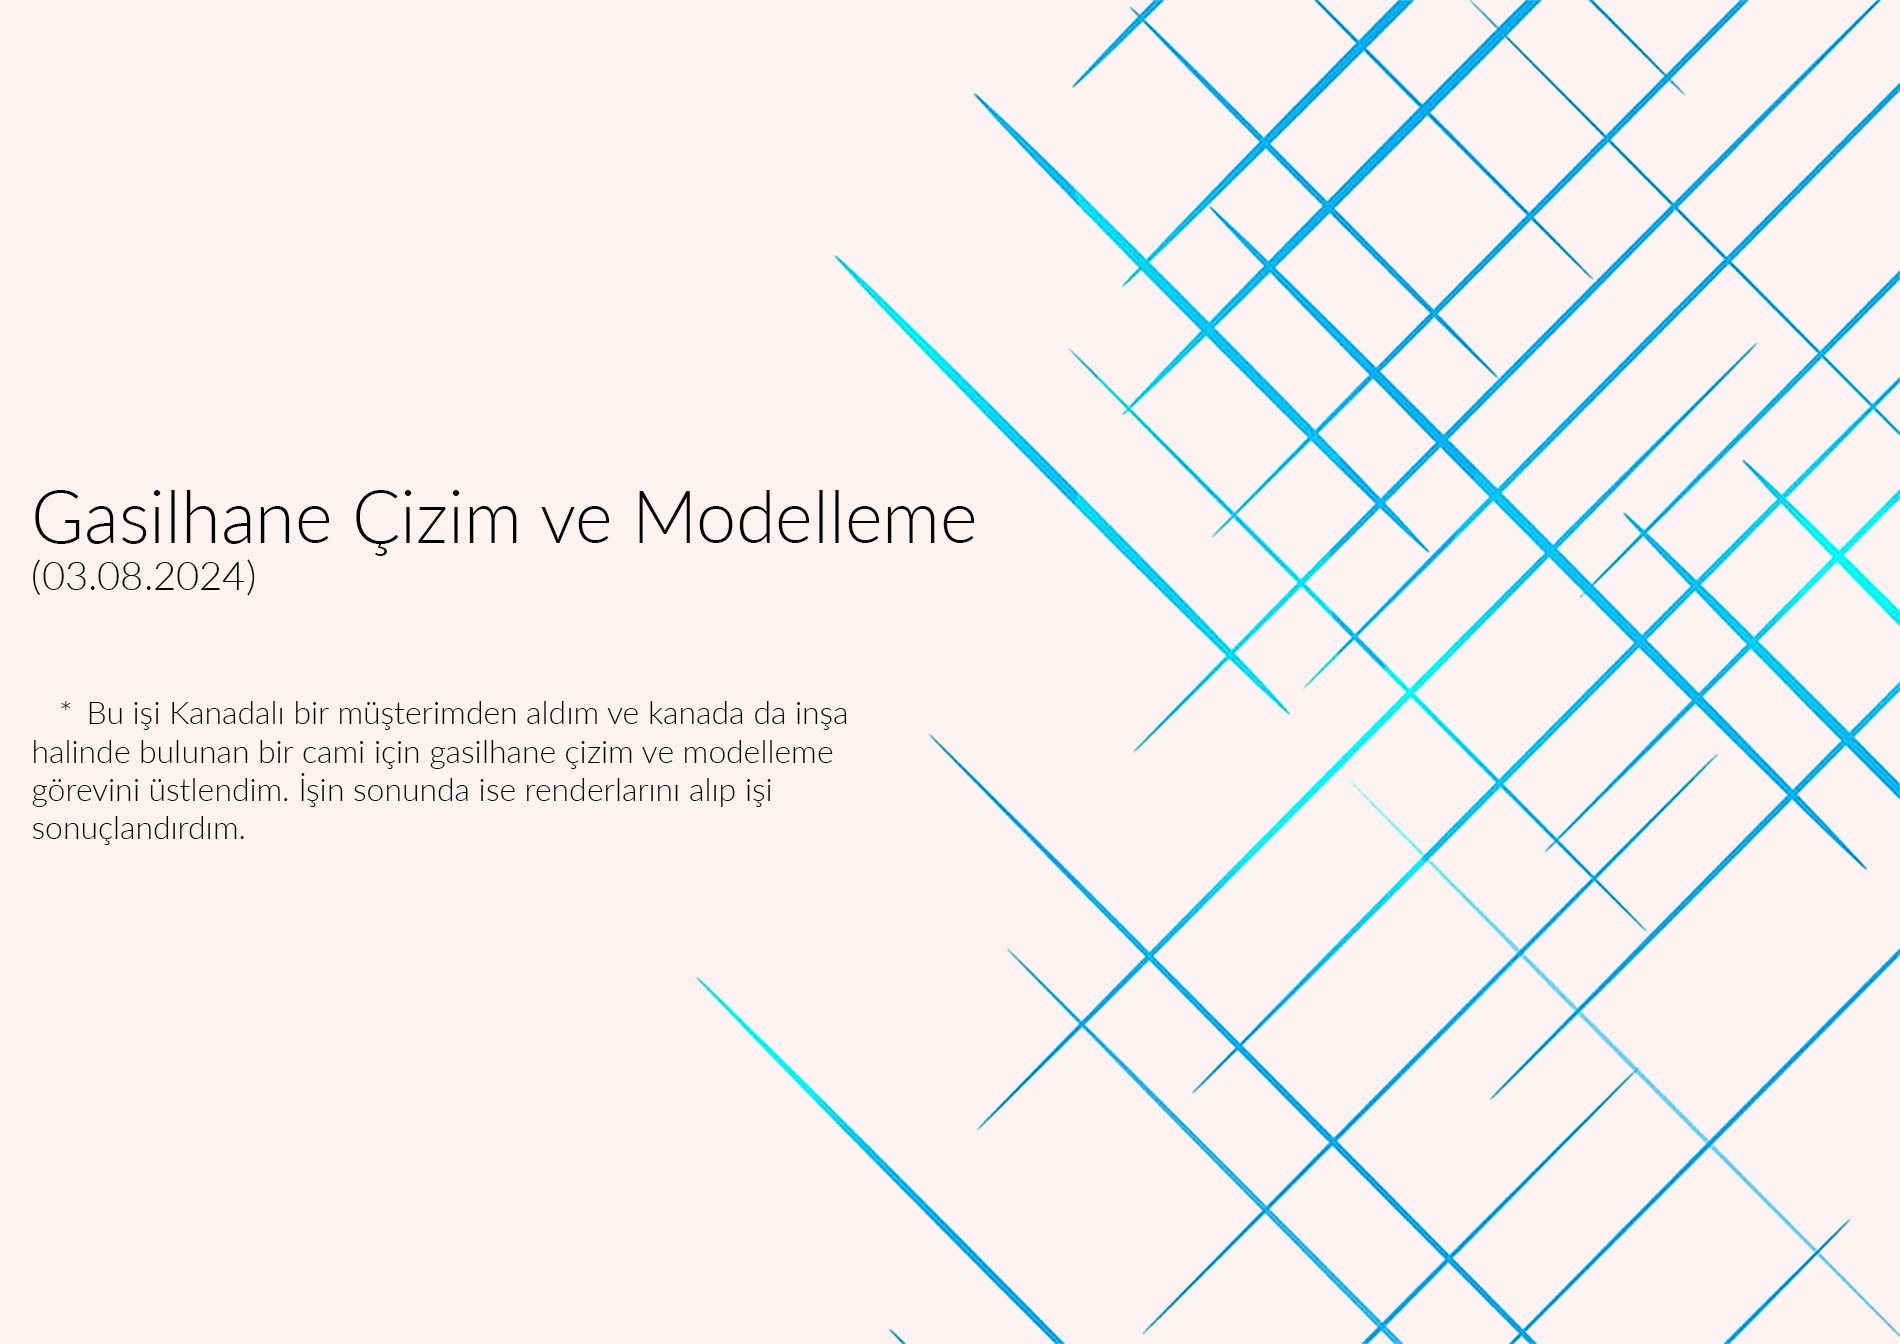 Gasilhane Çizim ve Modelleme
(03.08.2024)
* Bu işi Kanadalı bir müşterimden aldım ve kanada da inşa
halinde bulunan bir cami için gasilhane çizim ve modelleme
görevini üstlendim. İşin sonunda ise renderlarını alıp işi
sonuçlandırdım.